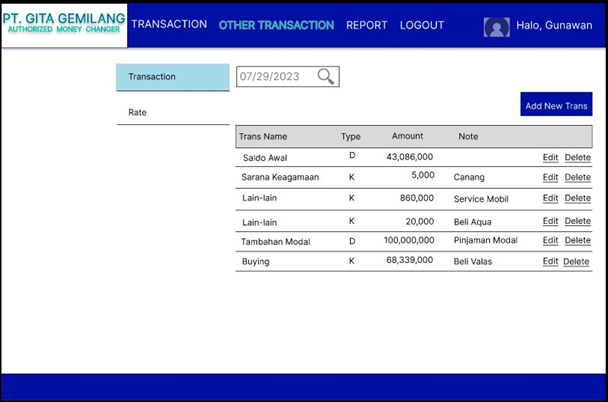 PT. GITA GEMILANG
AUTHORIZED MONEY CHANGER
TRANSACTION OTHER TRANSACTION REPORT LOGOUT Halo, Gunawan
Transaction
07/29/2023
Rate
Add New Trans
Trans Name Type Amount Note
Saldo Awal D 43,086,000 Edit Delete
Sarana Keagamaan K 5,000 Canang Edit Delete
Lain-lain K 860,000 Service Mobil Edit Delete
Lain-lain K 20,000 Beli Aqua Edit Delete
Tambahan Modal D 100,000,000 Pinjaman Modal Edit Delete
Buying K 68,339,000 Beli Valas Edit Delete